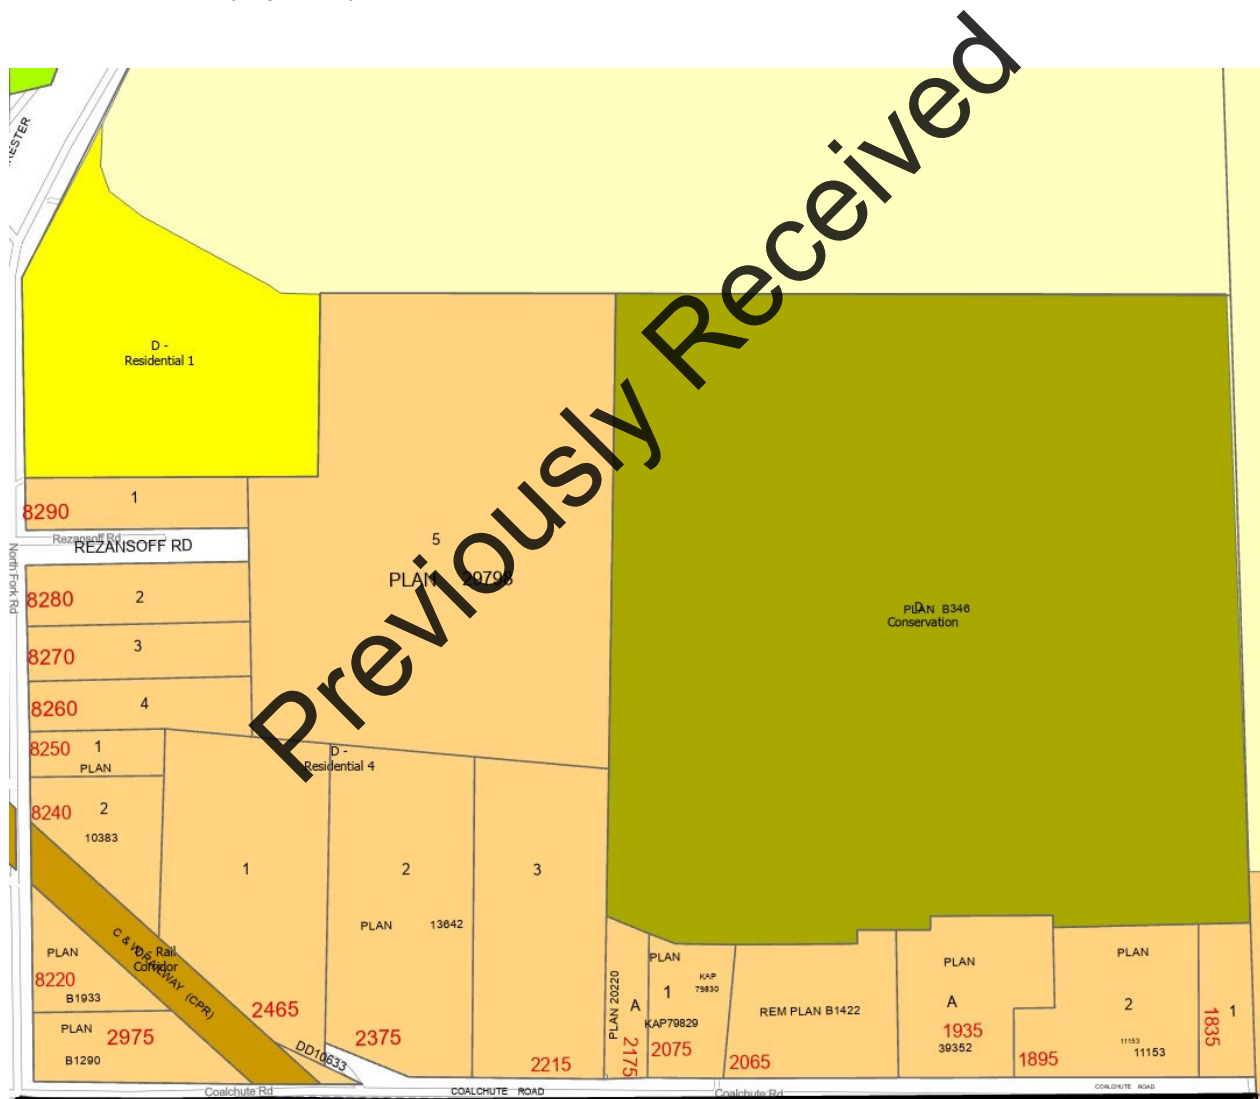 Previously Received
D -
Residential 1
1
8290
Rezansoff Rd
REZANSOFF RD
North Fork Rd
5
PLAN 29798
8280
2
8270
3
8260
4
8250
1
PLAN
8240
2
10383
D -
Residential 4
PLAN B346
D
Conservation
1
2
3
PLAN 13642
C & W RAILWAY (CPR)
D - Rail
Corridor
PLAN
8220
B1933
PLAN
2975
B1290
2465
DD10633
2375
2215
PLAN 20220
A
2175
PLAN
KAP
79830
1
KAP79829
2075
REM PLAN B1422
2065
PLAN
A
1935
39352
PLAN
2
11153
11153
1895
1835
1
Coalchute Rd
COALCHUTE ROAD
Coalchute Rd
COALCHUTE ROAD